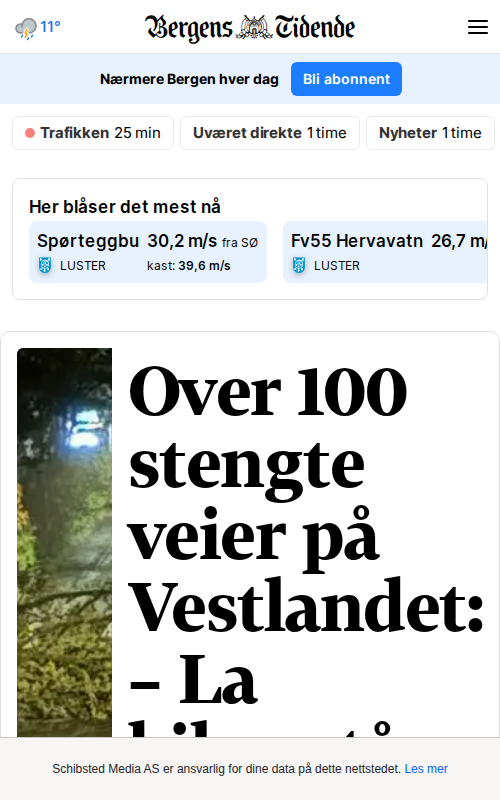 11°
Bergens Tidende
Nærmere Bergen hver dag
Bli abonnent
Trafikken 25 min
Uværet direkte 1 time
Nyheter 1 time
Her blåser det mest nå
Spørteggbu 30,2 m/s fra SØ
LUSTER kast: 39,6 m/s
Fv55 Hervavatn 26,7 m/
LUSTER
Over 100
stengte
veier på
Vestlandet:
– La
Schibsted Media AS er ansvarlig for dine data på dette nettstedet. Les mer